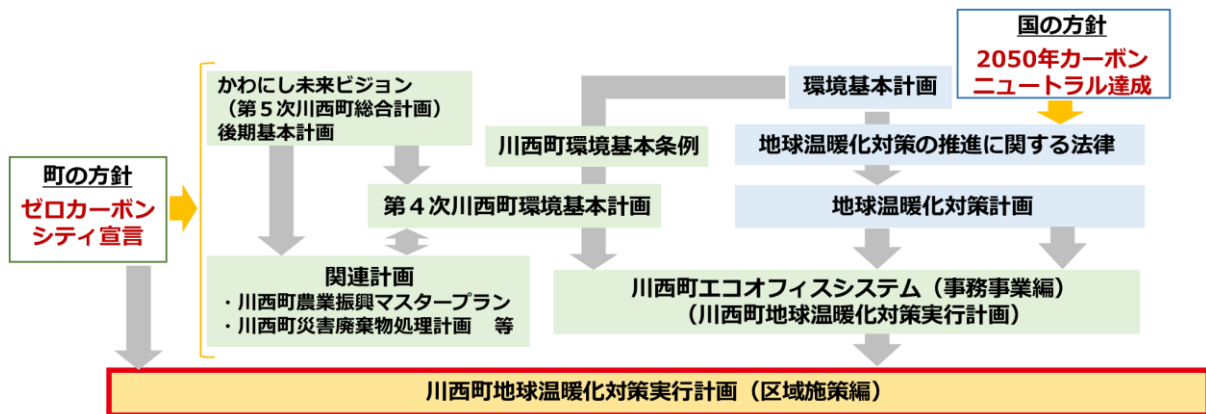 国の方針
2050年カーボン
ニュートラル達成
かわにし未来ビジョン
（第５次川西町総合計画）
後期基本計画
環境基本計画
川西町環境基本条例
地球温暖化対策の推進に関する法律
町の方針
ゼロカーボン
シティ宣言
第４次川西町環境基本計画
地球温暖化対策計画
関連計画
・川西町農業振興マスタープラン
・川西町災害廃棄物処理計画　等
川西町エコオフィスシステム（事務事業編）
（川西町地球温暖化対策実行計画）
川西町地球温暖化対策実行計画（区域施策編）